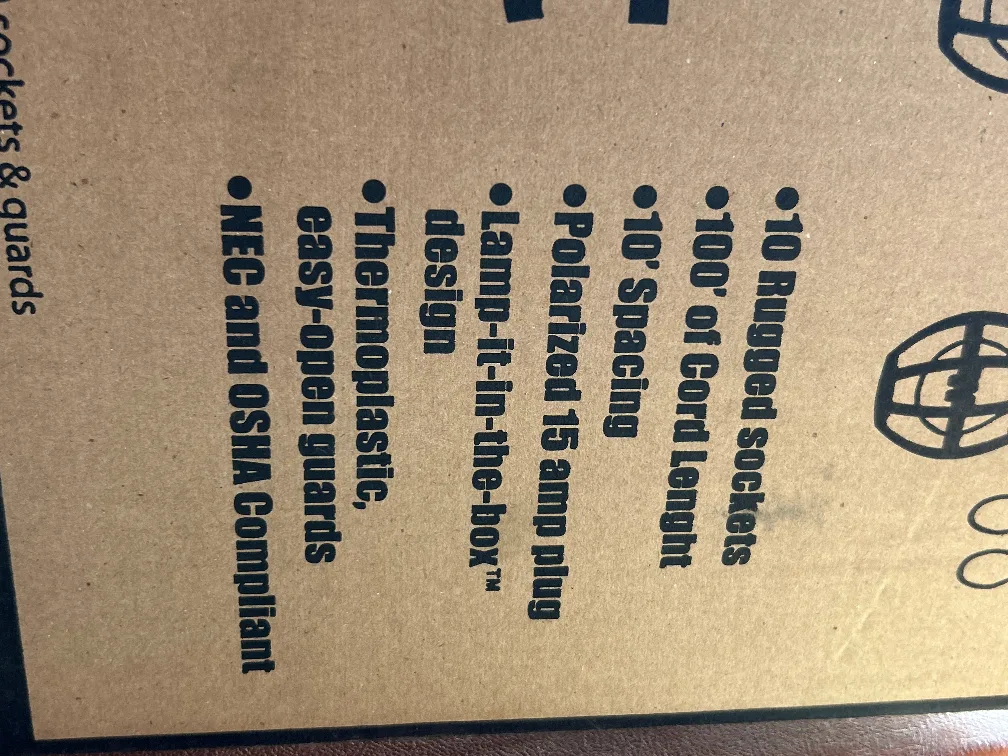 ● 10 Rugged sockets
● 100' of Cord Lenght
● 10' Spacing
● Polarized 15 amp plug
● Lamp-it-in-the-box™
design
● Thermoplastic,
easy-open guards
● NEC and OSHA Compliant
sockets & guards